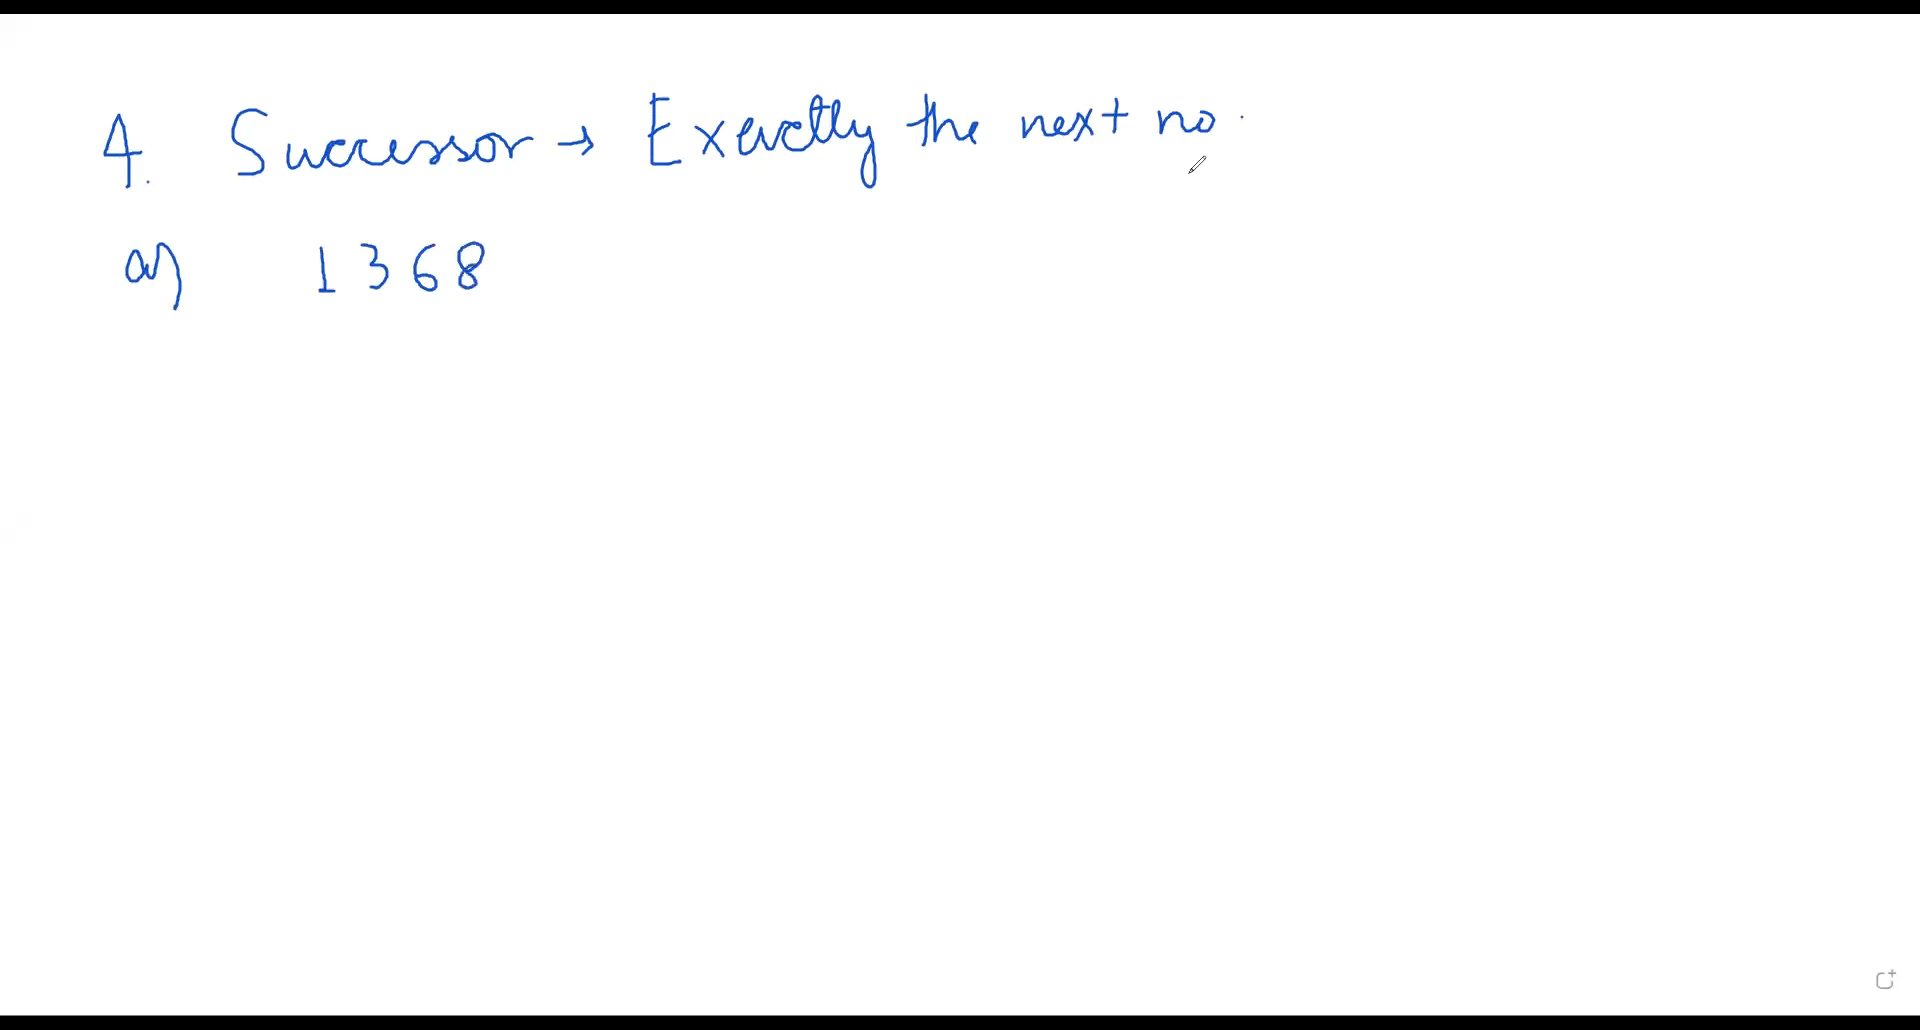 4. Successor → Exactly the next no.
a) 1368